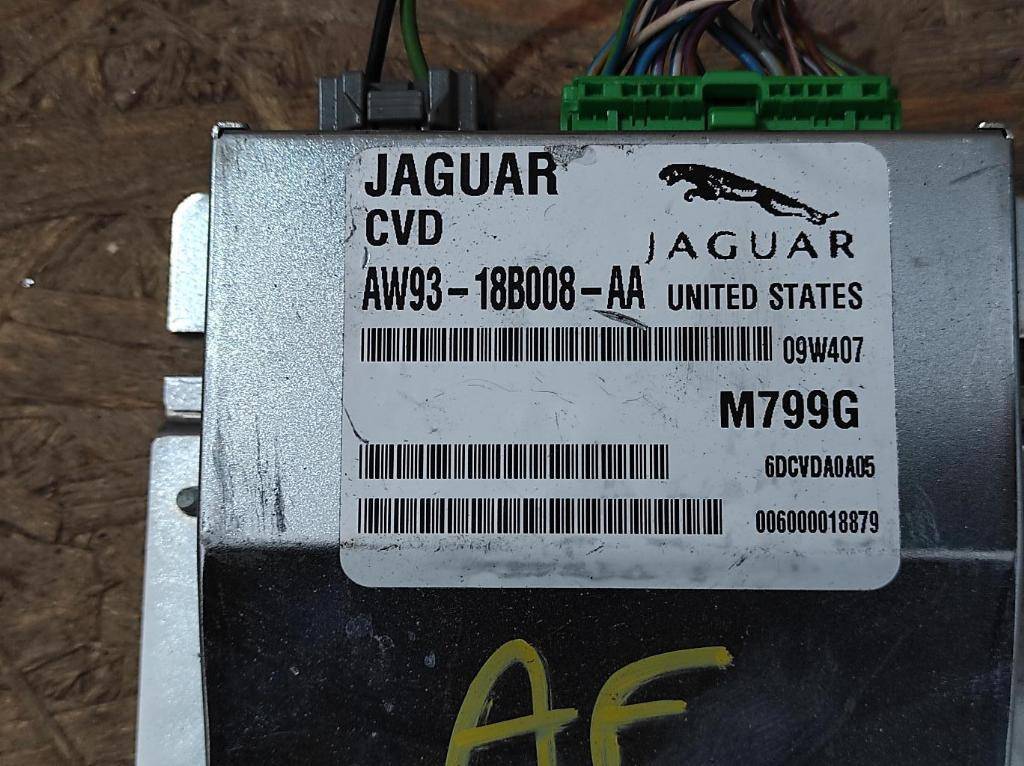 JAGUAR
CVD
JAGUAR
AW93-18B008-AA
UNITED STATES
09W407
M799G
6DCVDA0A05
006000018879
AF